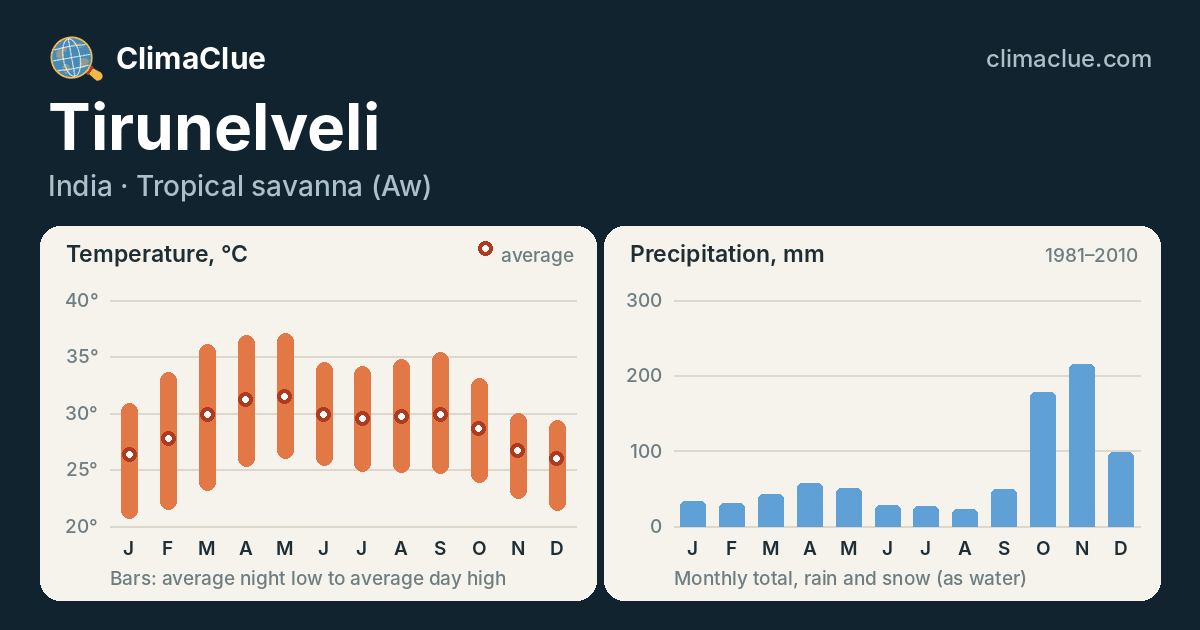 ClimaClue
climaclue.com
Tirunelveli
India · Tropical savanna (Aw)
Temperature, °C
average
40°
35°
30°
25°
20°
J F M A M J J A S O N D
Bars: average night low to average day high
Precipitation, mm
1981–2010
300
200
100
0
J F M A M J J A S O N D
Monthly total, rain and snow (as water)